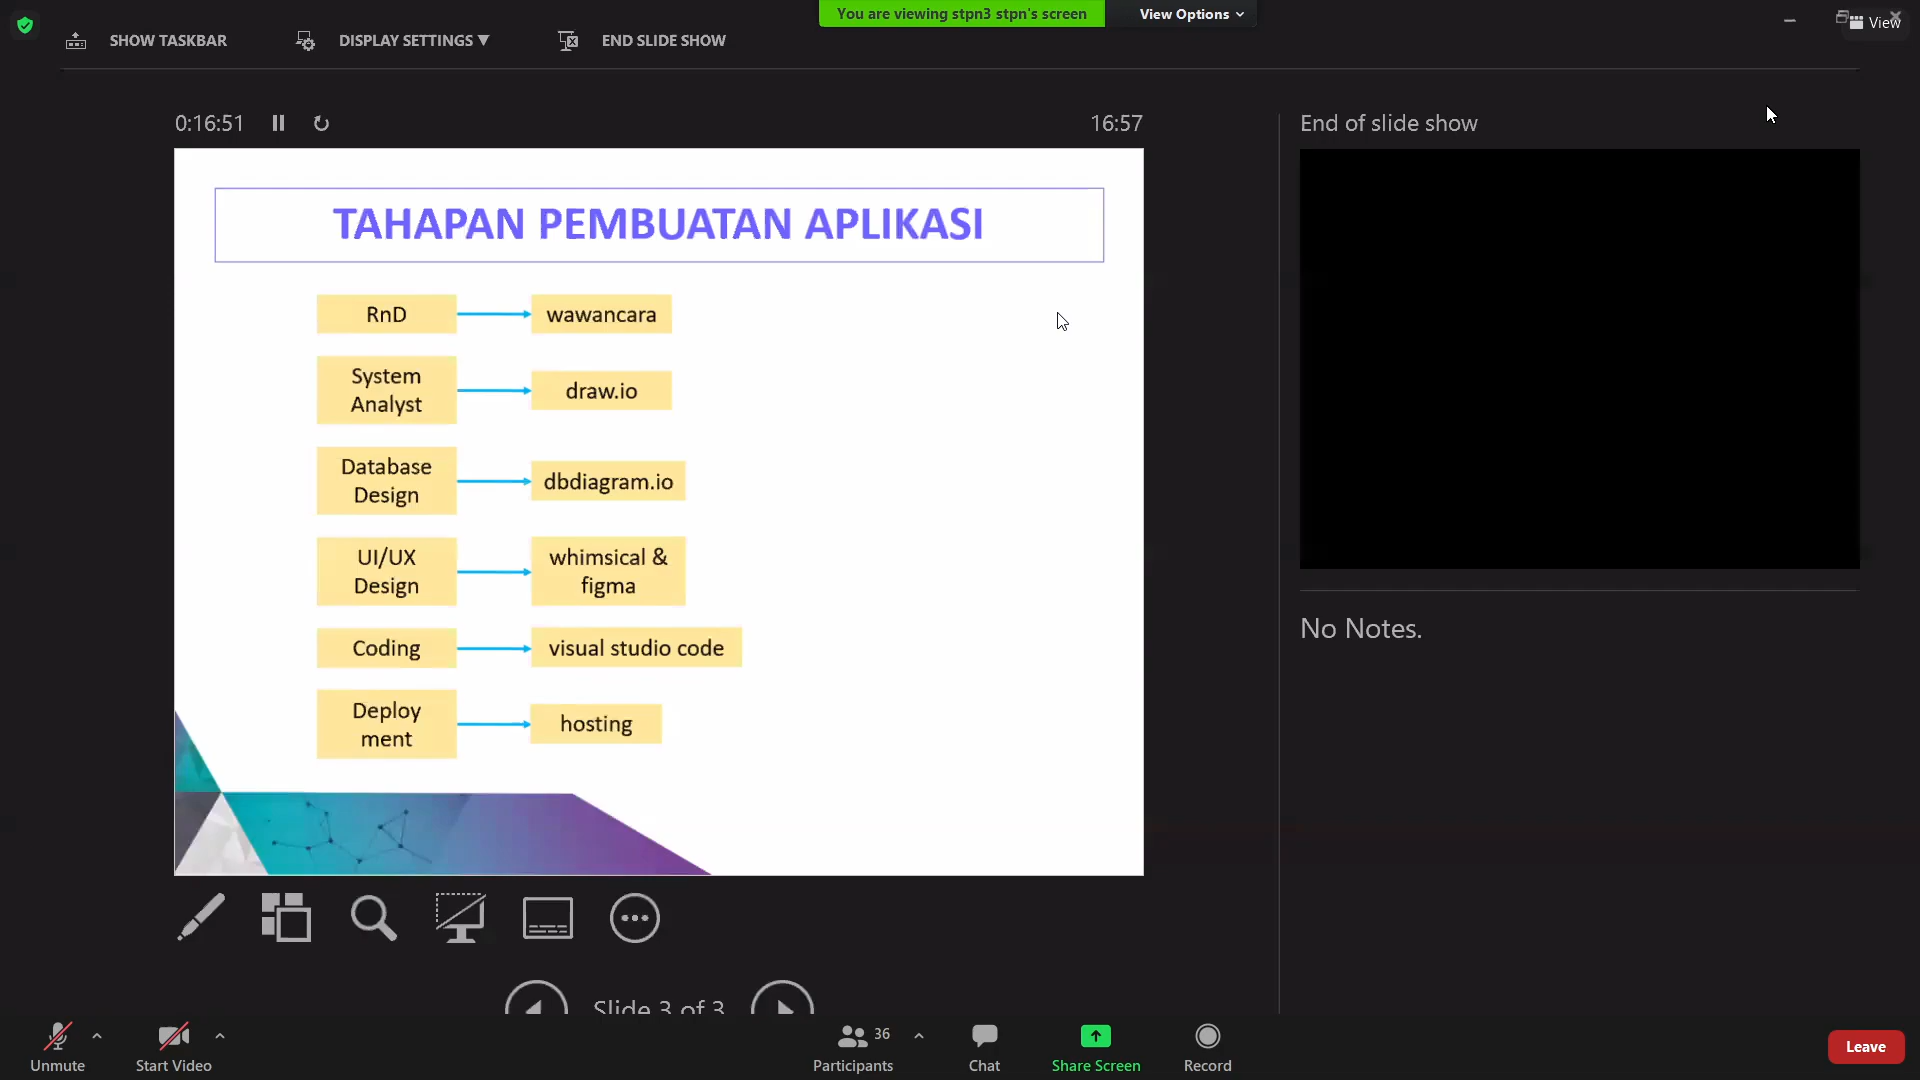 You are viewing stpn3 stpn's screen
View Options
View
SHOW TASKBAR
DISPLAY SETTINGS ▼
END SLIDE SHOW
0:16:51
16:57
End of slide show
TAHAPAN PEMBUATAN APLIKASI
RnD
wawancara
System
Analyst
draw.io
Database
Design
dbdiagram.io
UI/UX
Design
whimsical &
figma
Coding
visual studio code
Deploy
ment
hosting
No Notes.
Slide 3 of 3
Unmute
Start Video
36
Participants
Chat
Share Screen
Record
Leave